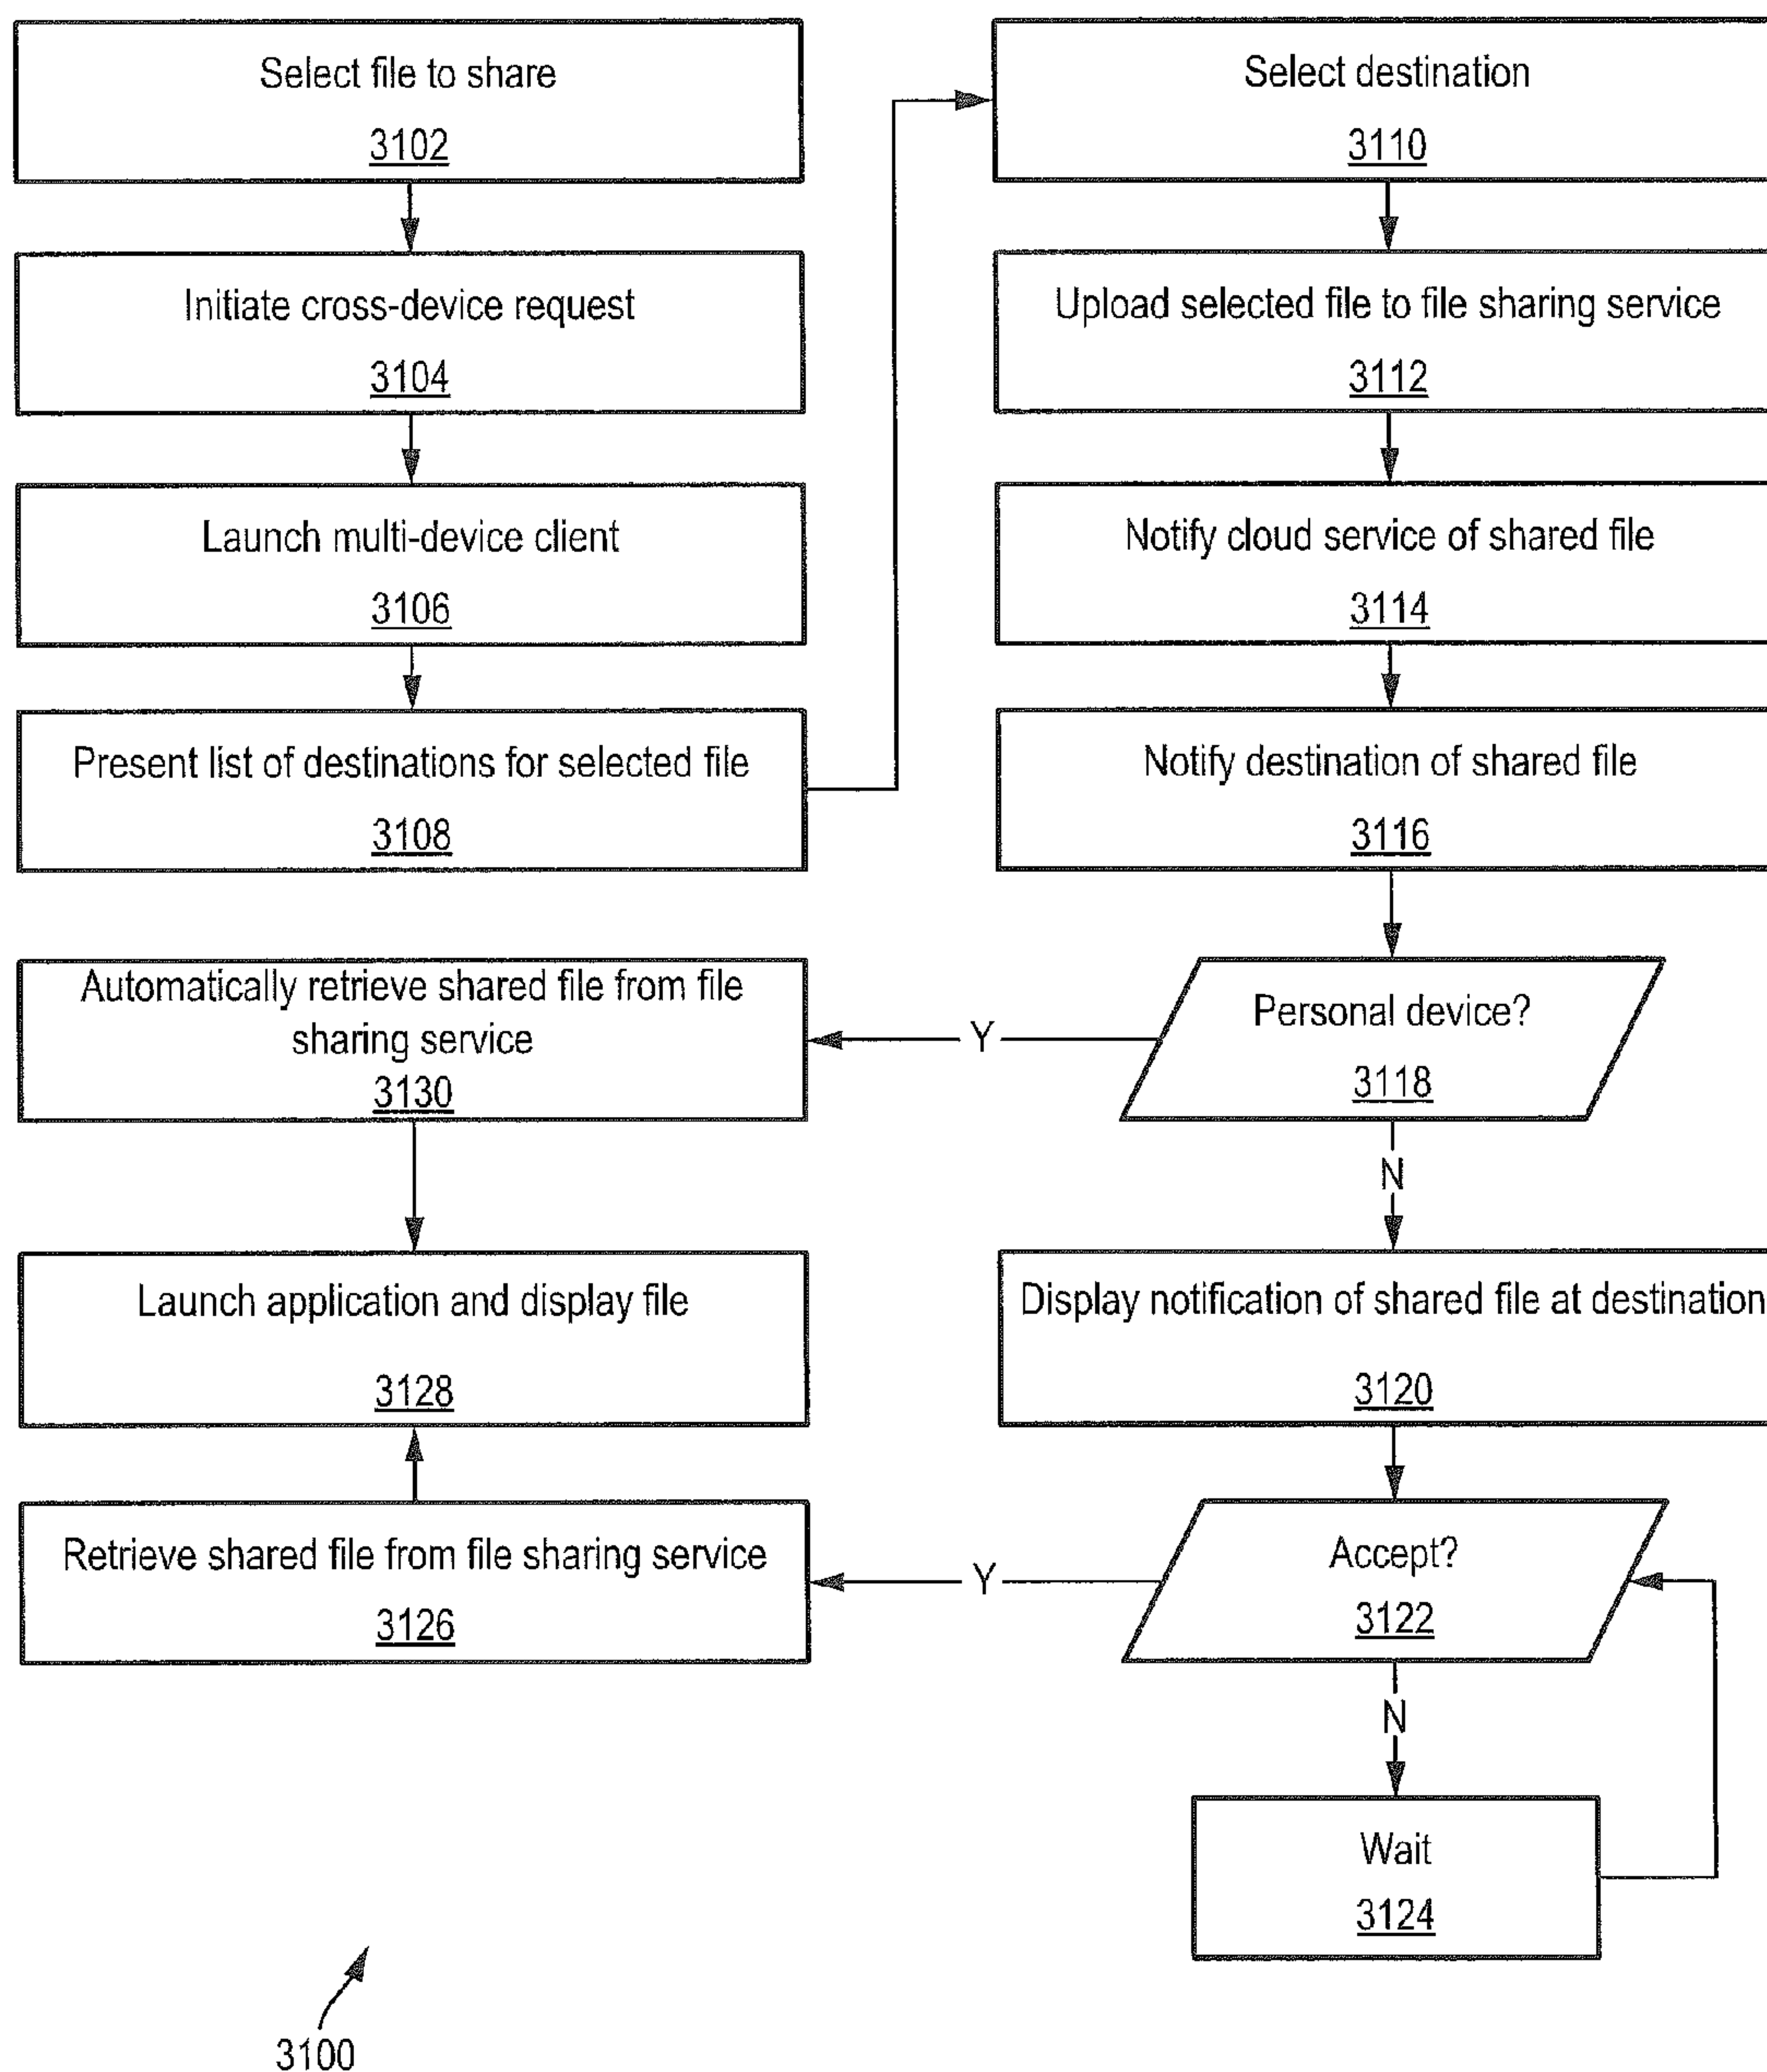 Select file to share
3102
Initiate cross-device request
3104
Launch multi-device client
3106
Present list of destinations for selected file
3108
Select destination
3110
Upload selected file to file sharing service
3112
Notify cloud service of shared file
3114
Notify destination of shared file
3116
Personal device?
3118
Y
N
Automatically retrieve shared file from file
sharing service
3130
Launch application and display file
3128
Display notification of shared file at destination
3120
Accept?
3122
Y
N
Retrieve shared file from file sharing service
3126
Wait
3124
3100